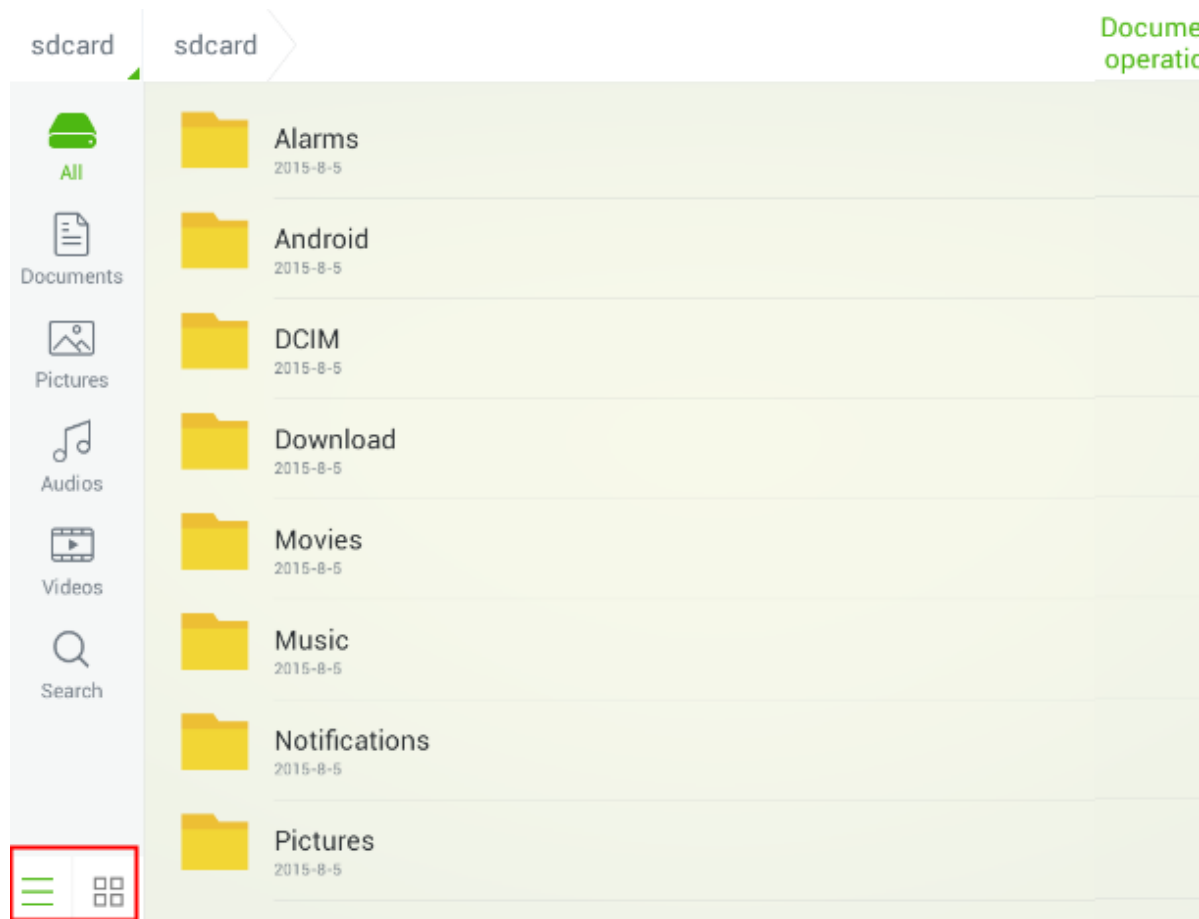 sdcard
sdcard
All
Documents
Pictures
Audios
Videos
Search
Alarms
2015-8-5
Android
2015-8-5
DCIM
2015-8-5
Download
2015-8-5
Movies
2015-8-5
Music
2015-8-5
Notifications
2015-8-5
Pictures
2015-8-5